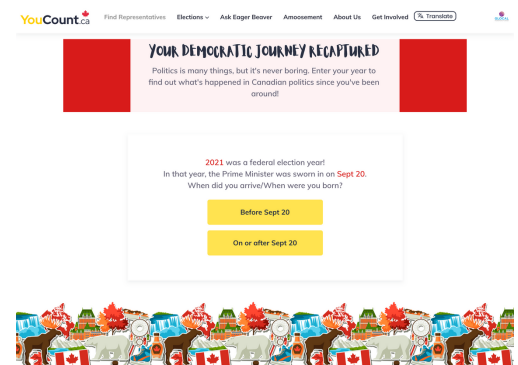 YouCount.ca
Find Representatives Elections Ask Eager Beaver Amoosement About Us Get Involved Translate
YOUR DEMOCRATIC JOURNEY RECAPTURED
Politics is many things, but it's never boring. Enter your year to
find out what's happened in Canadian politics since you've been
around!
2021 was a federal election year!
In that year, the Prime Minister was sworn in on Sept 20.
When did you arrive/When were you born?
Before Sept 20
On or after Sept 20